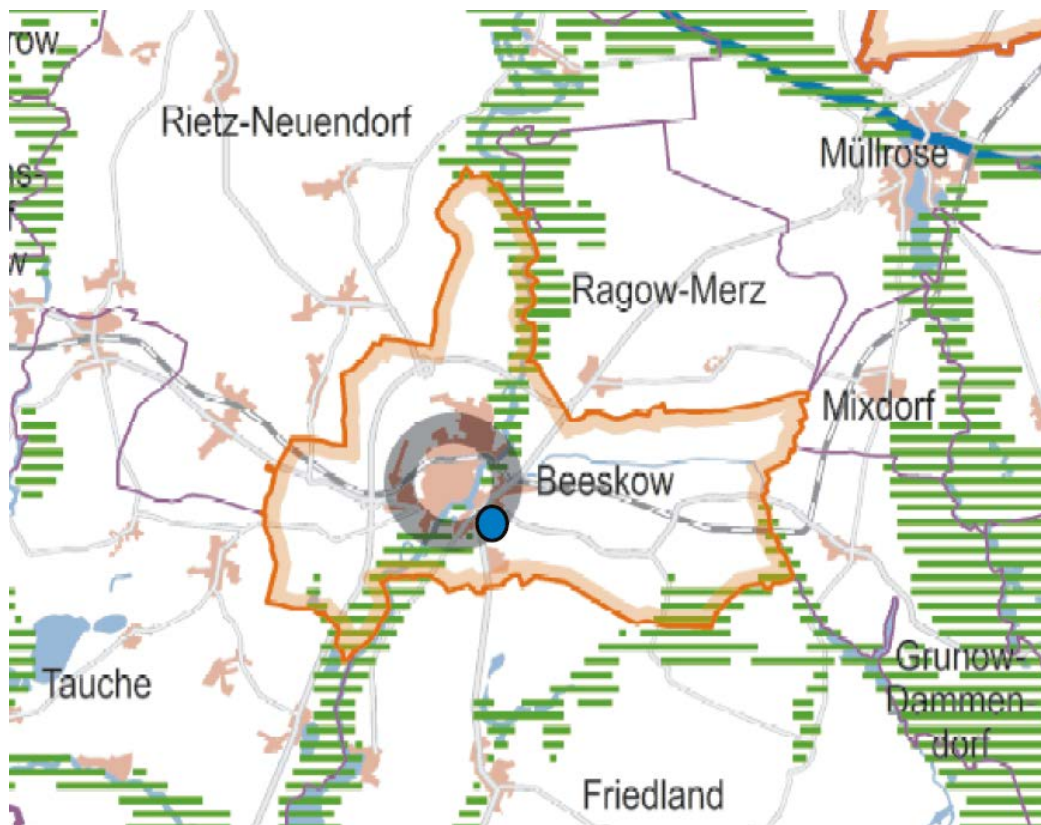 Rietz-Neuendorf
Müllrose
Ragow-Merz
Mixdorf
Beeskow
Tauche
Grunow-
Dammen-
dorf
Friedland